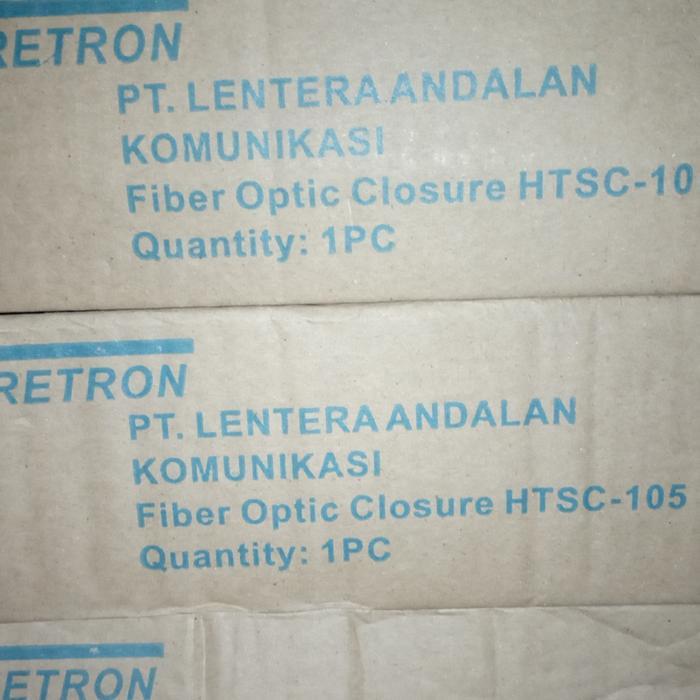 RETRON
PT. LENTERA ANDALAN
KOMUNIKASI
Fiber Optic Closure HTSC-10
Quantity: 1PC
RETRON
PT. LENTERA ANDALAN
KOMUNIKASI
Fiber Optic Closure HTSC-105
Quantity: 1PC
ETRON